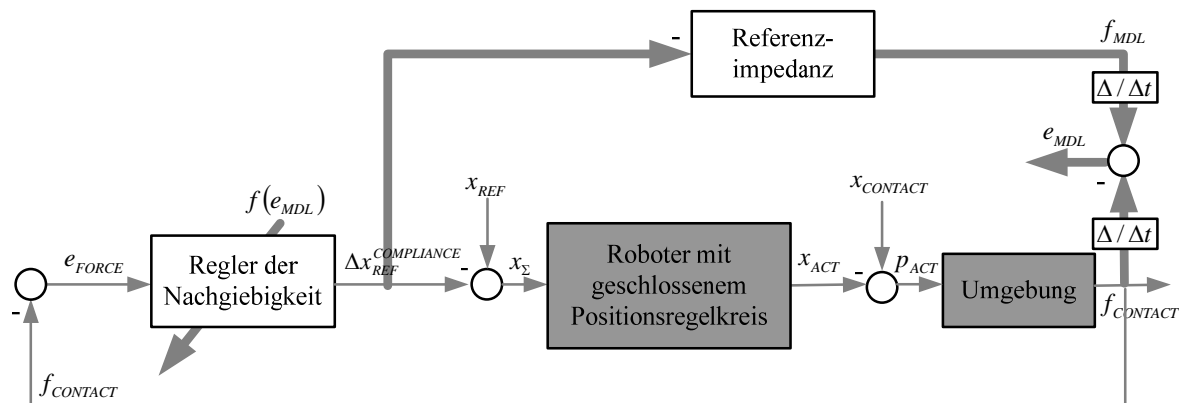 -
Referenz-
impedanz
f_MDL
Δ / Δt
e_MDL
-
x_REF
x_CONTACT
f(e_MDL)
Δ / Δt
e_FORCE
Regler der
Nachgiebigkeit
Δx_REF^COMPLIANCE
-
x_Σ
Roboter mit
geschlossenem
Positionsregelkreis
x_ACT
-
p_ACT
Umgebung
f_CONTACT
-
f_CONTACT